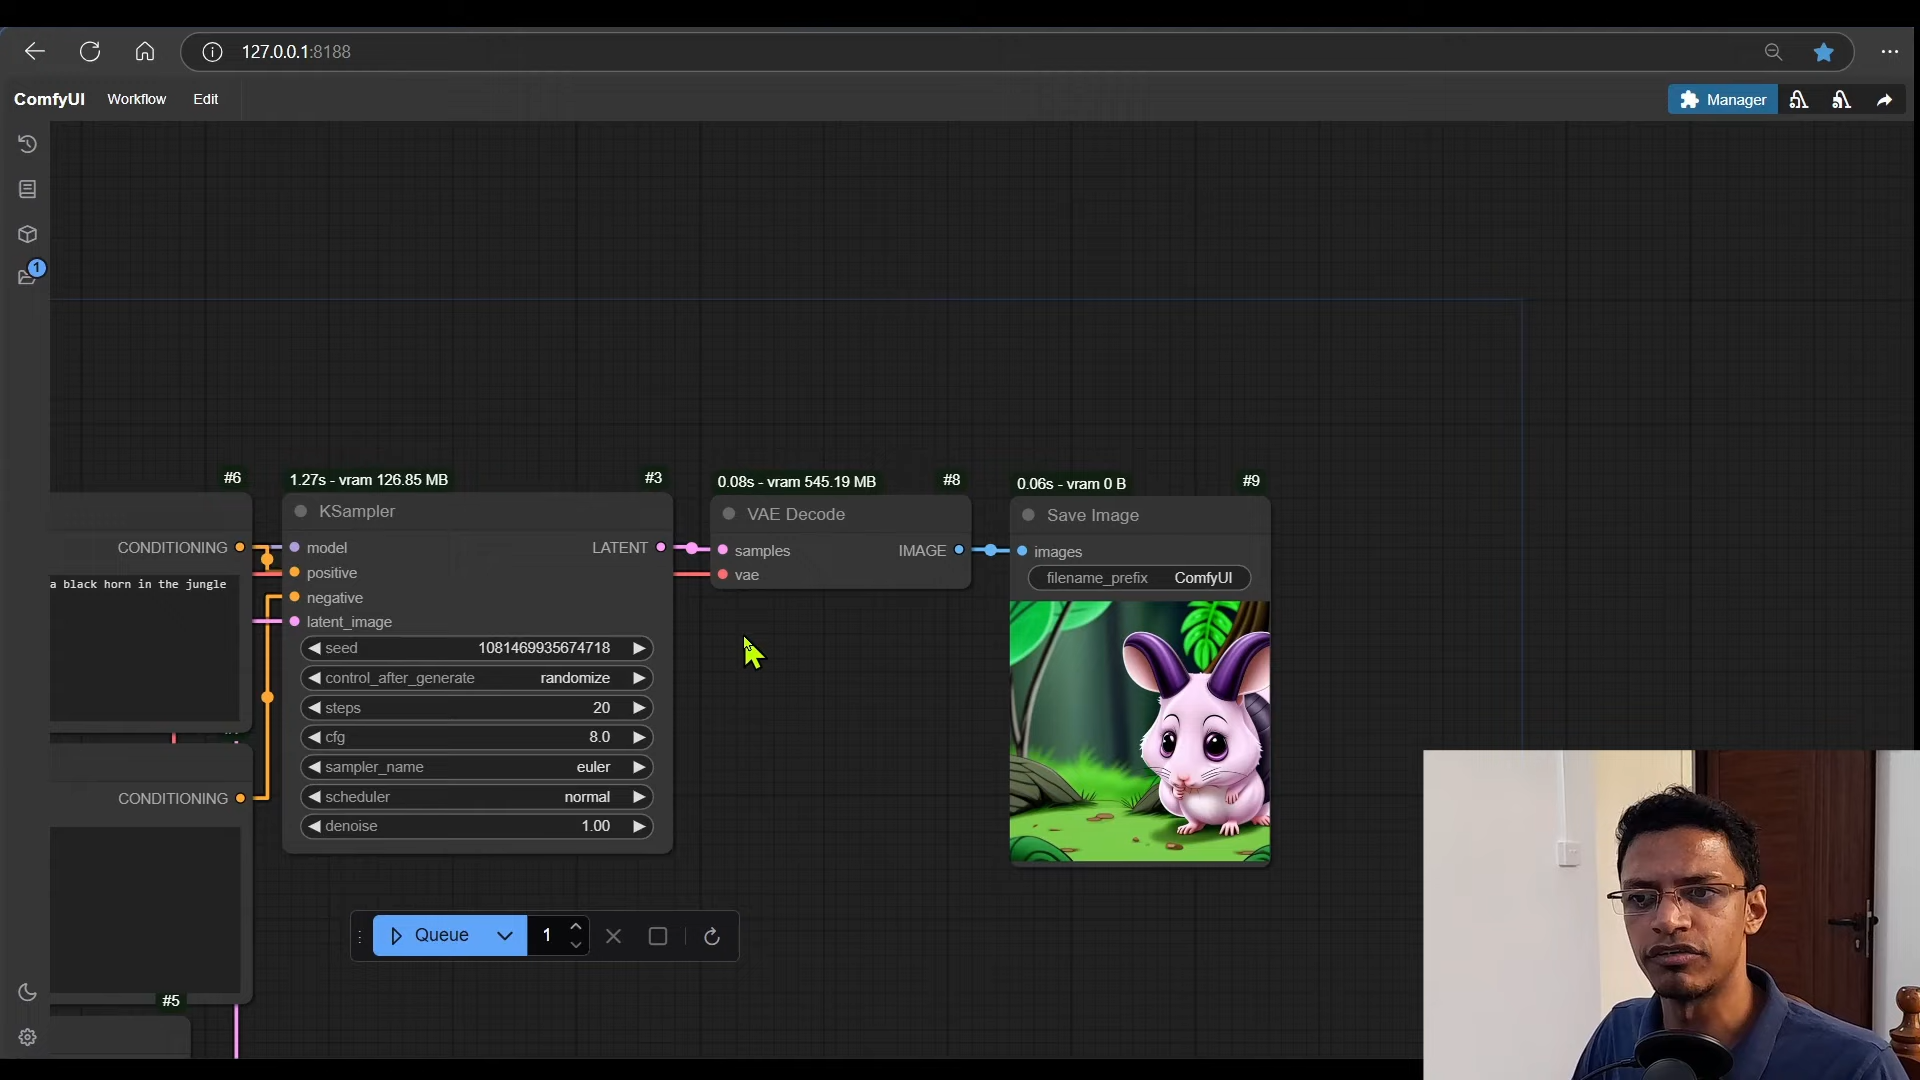 127.0.0.1:8188
ComfyUI
Workflow
Edit
Manager
1
#6
1.27s - vram 126.85 MB
#3
0.08s - vram 545.19 MB
#8
0.06s - vram 0 B
#9
KSampler
VAE Decode
Save Image
CONDITIONING
model
LATENT
samples
IMAGE
images
positive
vae
filename_prefix
ComfyUI
a black horn in the jungle
negative
latent_image
seed
1081469935674718
control_after_generate
randomize
steps
20
cfg
8.0
sampler_name
euler
CONDITIONING
scheduler
normal
denoise
1.00
Queue
1
#5